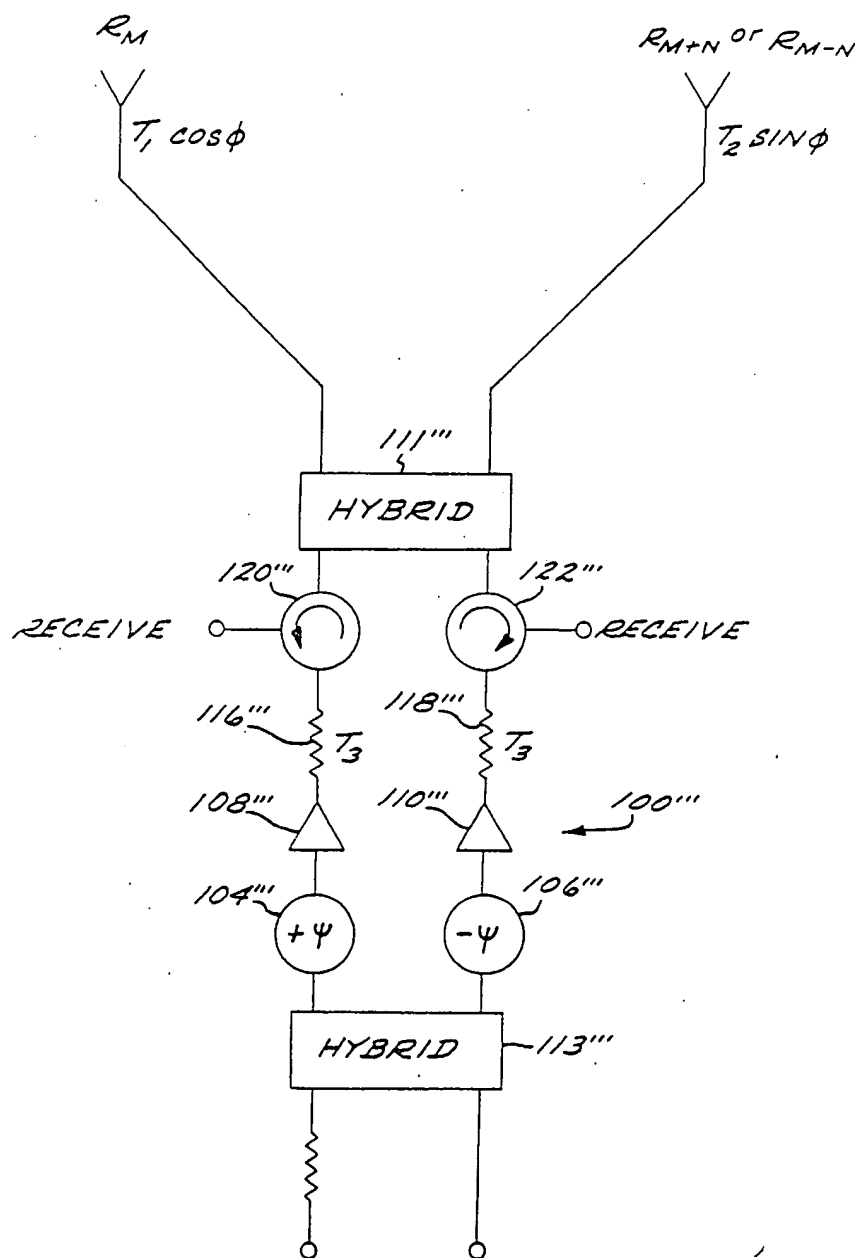 R_M
R_M+N or R_M-N
T_1 COSφ
T_2 SINφ
111'''
HYBRID
120'''
122'''
RECEIVE
RECEIVE
116'''
T_3
118'''
T_3
108'''
110'''
100'''
104'''
+Ψ
106'''
-Ψ
HYBRID
113'''